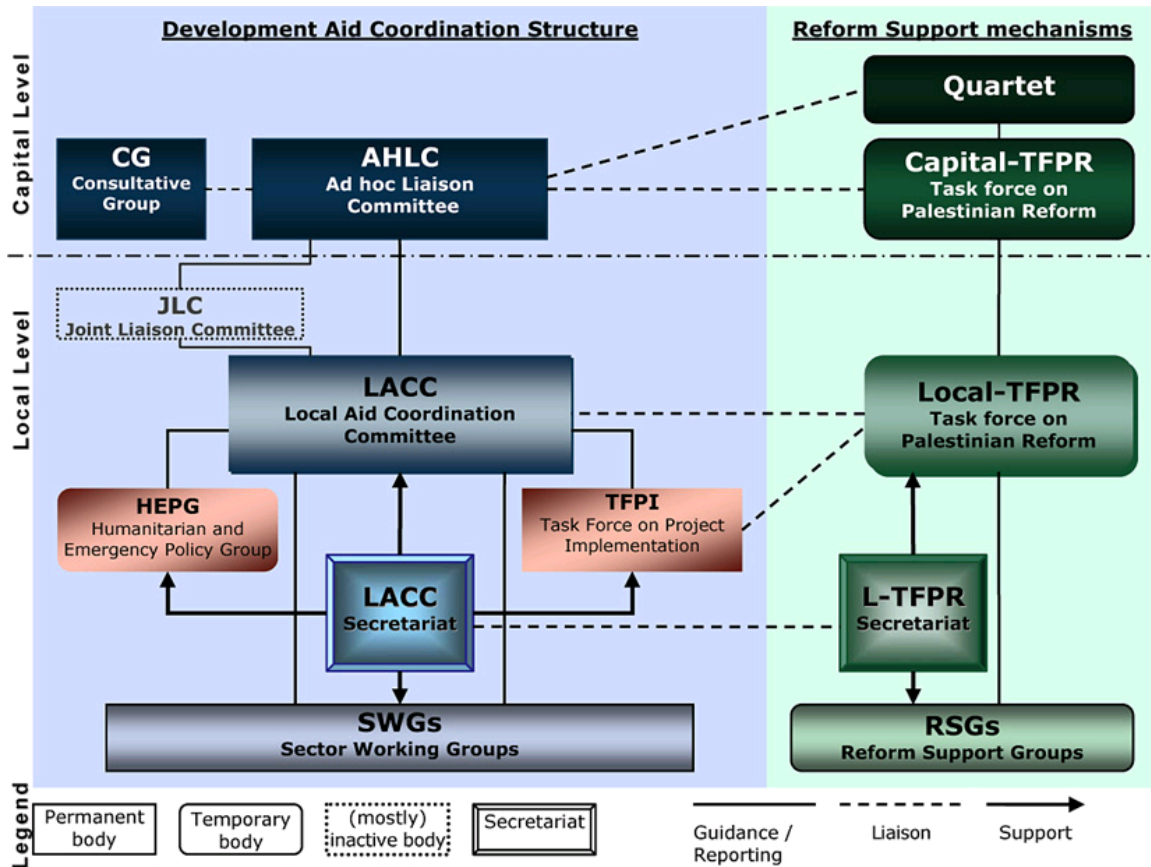 Development Aid Coordination Structure
Reform Support mechanisms
Capital Level
Quartet
CG
Consultative
Group
AHLC
Ad hoc Liaison
Committee
Capital-TFPR
Task force on
Palestinian Reform
Local Level
JLC
Joint Liaison Committee
LACC
Local Aid Coordination
Committee
Local-TFPR
Task force on
Palestinian Reform
HEPG
Humanitarian and
Emergency Policy Group
TFPI
Task Force on Project
Implementation
LACC
Secretariat
L-TFPR
Secretariat
SWGs
Sector Working Groups
RSGs
Reform Support Groups
Legend
Permanent
body
Temporary
body
(mostly)
inactive body
Secretariat
Guidance /
Reporting
Liaison
Support